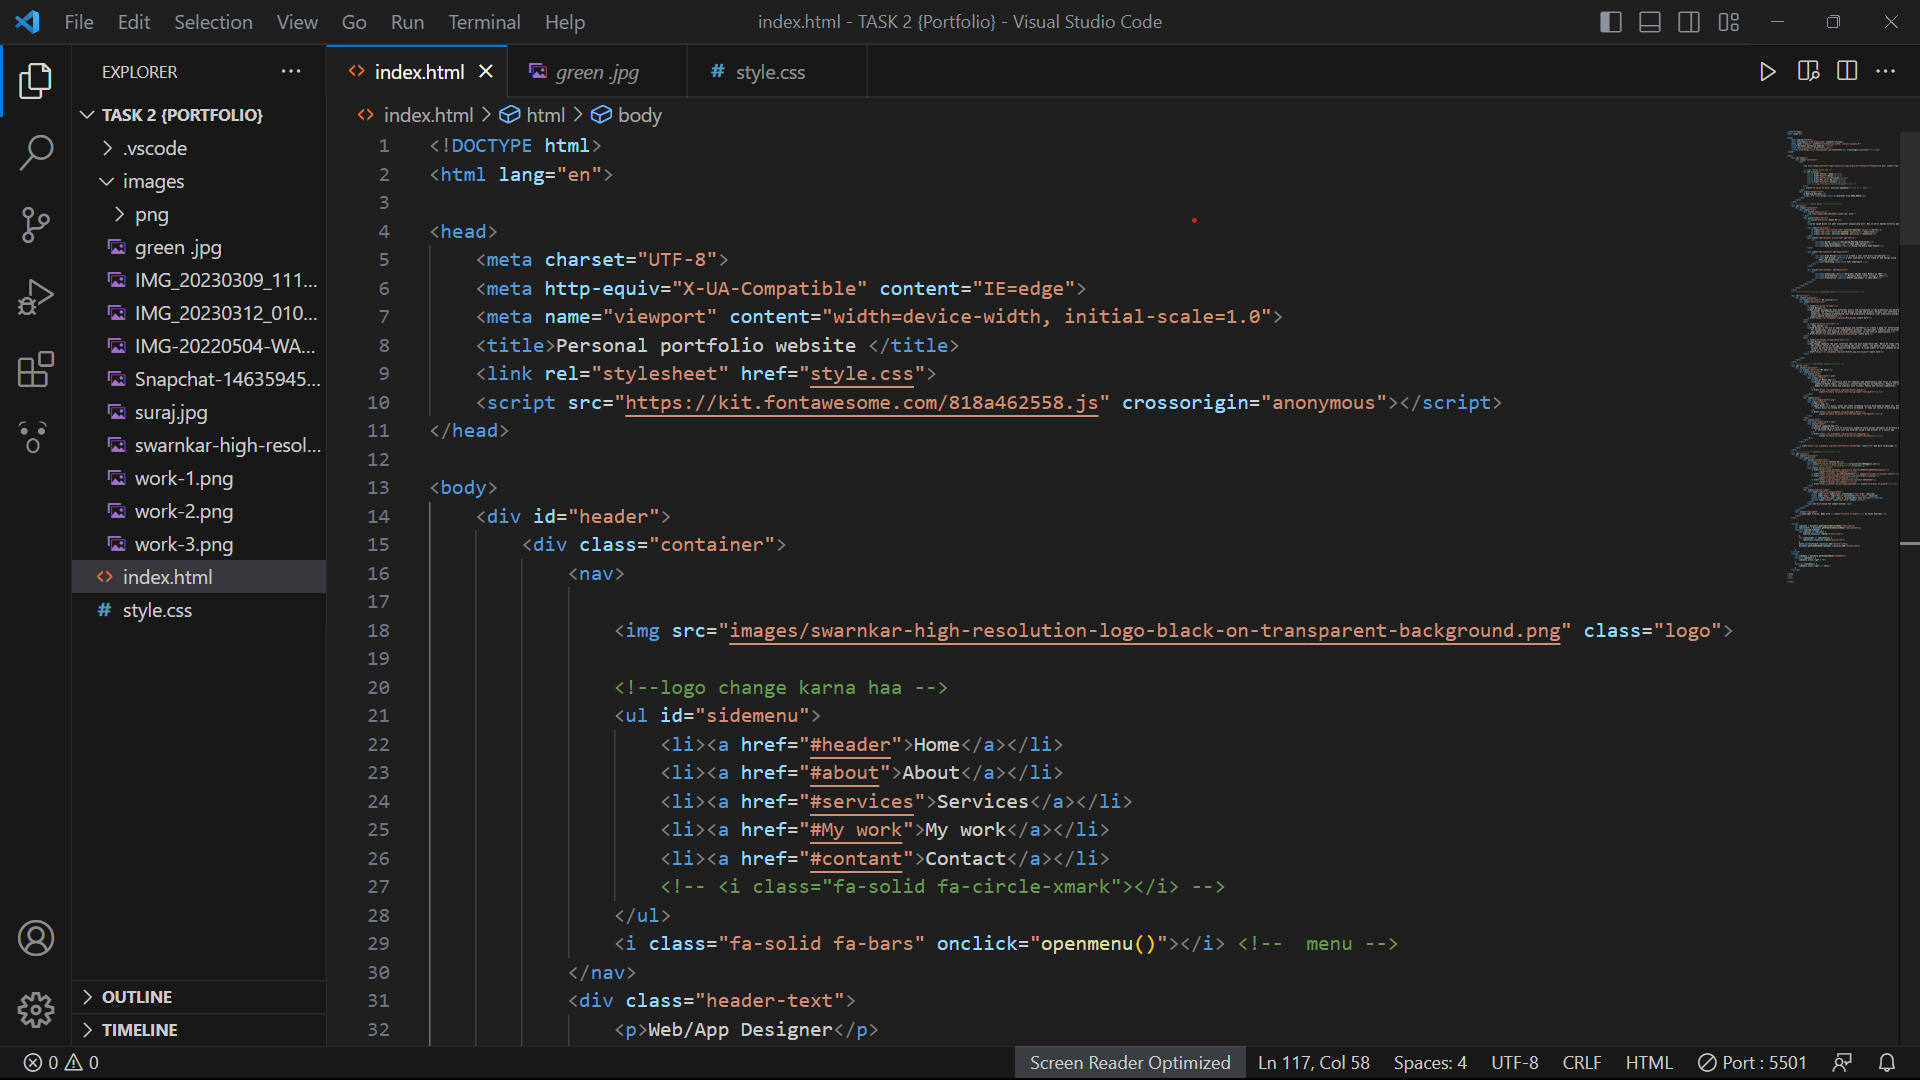 File Edit Selection View Go Run Terminal Help
index.html - TASK 2 {Portfolio} - Visual Studio Code
EXPLORER
TASK 2 {PORTFOLIO}
.vscode
images
png
green .jpg
IMG_20230309_111...
IMG_20230312_010...
IMG-20220504-WA...
Snapchat-14635945...
suraj.jpg
swarnkar-high-resol...
work-1.png
work-2.png
work-3.png
index.html
# style.css
OUTLINE
TIMELINE
index.html
green .jpg
# style.css
index.html > html > body
1 <!DOCTYPE html>
2 <html lang="en">
3
4 <head>
5 <meta charset="UTF-8">
6 <meta http-equiv="X-UA-Compatible" content="IE=edge">
7 <meta name="viewport" content="width=device-width, initial-scale=1.0">
8 <title>Personal portfolio website </title>
9 <link rel="stylesheet" href="style.css">
10 <script src="https://kit.fontawesome.com/818a462558.js" crossorigin="anonymous"></script>
11 </head>
12
13 <body>
14 <div id="header">
15 <div class="container">
16 <nav>
17
18 <img src="images/swarnkar-high-resolution-logo-black-on-transparent-background.png" class="logo">
19
20 <!--logo change karna haa -->
21 <ul id="sidemenu">
22 <li><a href="#header">Home</a></li>
23 <li><a href="#about">About</a></li>
24 <li><a href="#services">Services</a></li>
25 <li><a href="#My work">My work</a></li>
26 <li><a href="#contant">Contact</a></li>
27 <!-- <i class="fa-solid fa-circle-xmark"></i> -->
28 </ul>
29 <i class="fa-solid fa-bars" onclick="openmenu()"></i> <!--  menu -->
30 </nav>
31 <div class="header-text">
32 <p>Web/App Designer</p>
0 0
Screen Reader Optimized
Ln 117, Col 58
Spaces: 4
UTF-8
CRLF
HTML
Port : 5501